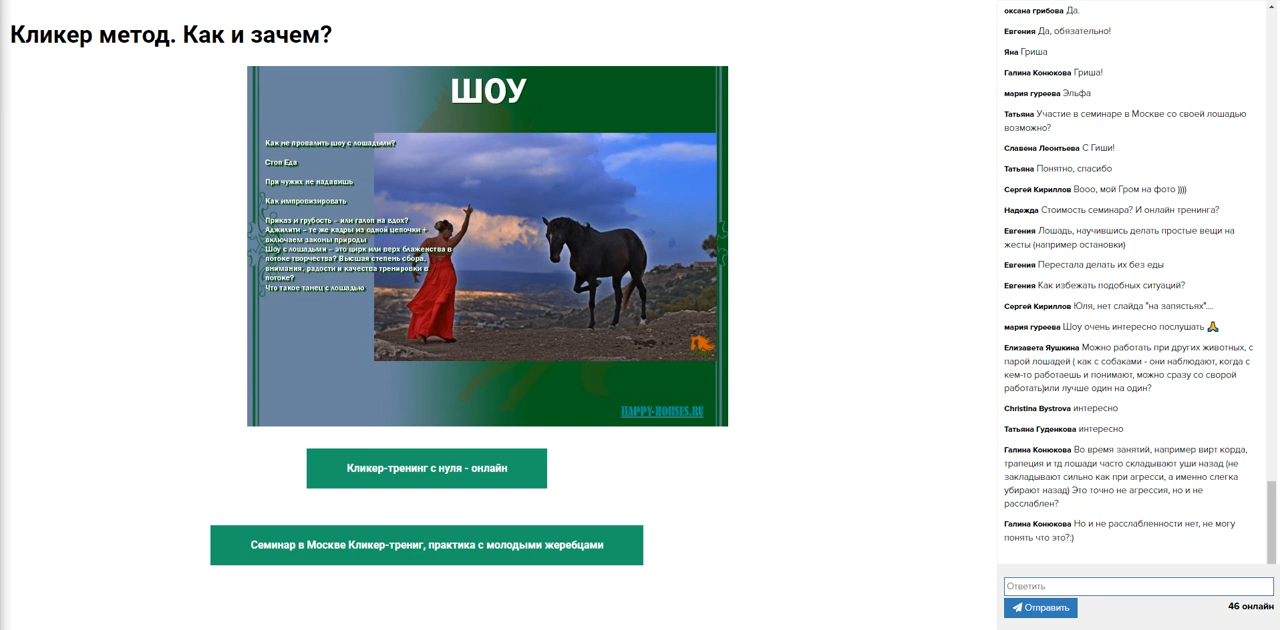 Кликер метод. Как и зачем?
ШОУ
Как не провалить шоу с лошадьми?
Стоп Еда
При чужих не надавишь
Как импровизировать
Приказ и грубость – или галоп на вдох?
Аджилити – те же кадры из одной цепочки +
включаем законы природы
Шоу с лошадьми – это цирк или верх блаженства в
потоке творчества? Высшая степень сбора,
внимания, радости и качества тренировки в
потоке?
Что такое танец с лошадью
HAPPY-HORSES.RU
Кликер-тренинг с нуля - онлайн
Семинар в Москве Кликер-трениг, практика с молодыми жеребцами
оксана грибова Да.
Евгения Да, обязательно!
Яна Гриша
Галина Конюкова Гриша!
мария гуреева Эльфа
Татьяна Участие в семинаре в Москве со своей лошадью
возможно?
Славена Леонтьева С Гиши!
Татьяна Понятно, спасибо
Сергей Кириллов Вооо, мой Гром на фото ))))
Надежда Стоимость семинара? И онлайн тренинга?
Евгения Лошадь, научившись делать простые вещи на
жесты (например остановки)
Евгения Перестала делать их без еды
Евгения Как избежать подобных ситуаций?
Сергей Кириллов Юля, нет слайда "на запястьях"....
мария гуреева Шоу очень интересно послушать 🙏
Елизавета Яушкина Можно работать при других животных, с
парой лошадей ( как с собаками - они наблюдают, когда с
кем-то работаешь и понимают, можно сразу со сворой
работать)или лучше один на один?
Christina Bystrova интересно
Татьяна Гуденкова интересно
Галина Конюкова Во время занятий, например вирт корда,
трапеция и тд лошади часто складывают уши назад (не
закладывают сильно как при агресси, а именно слегка
убирают назад) Это точно не агрессия, но и не
расслаблен?
Галина Конюкова Но и не расслабленности нет, не могу
понять что это?:)
Ответить
Отправить
46 онлайн